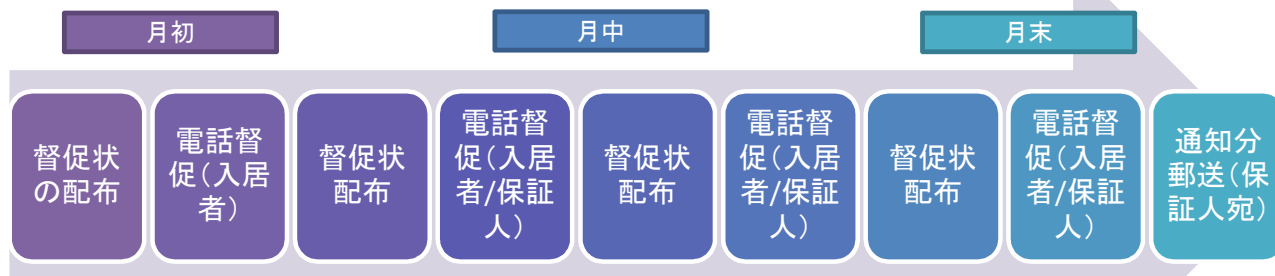 月初
月中
月末
督促状
の配布
電話督
促(入居
者)
督促状
配布
電話督
促(入居
者/保証
人)
督促状
配布
電話督
促(入居
者/保証
人)
督促状
配布
電話督
促(入居
者/保証
人)
通知分
郵送(保
証人宛)